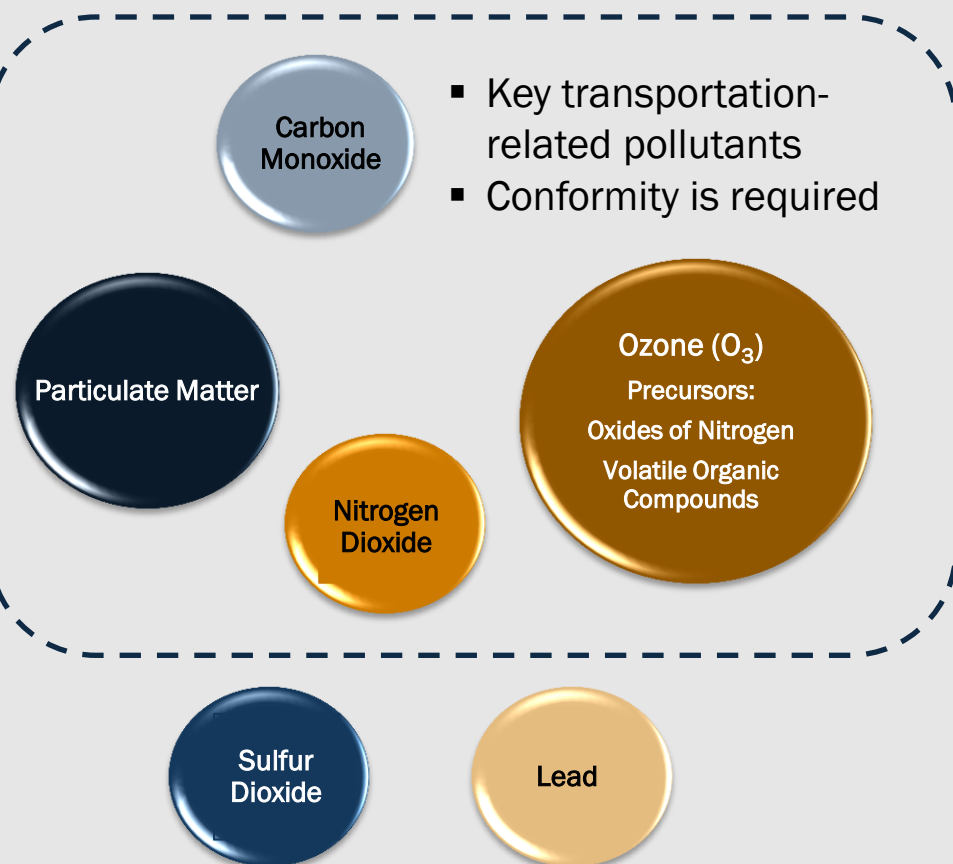 Carbon
Monoxide
▪ Key transportation-
related pollutants
▪ Conformity is required
Particulate Matter
Ozone (O₃)
Precursors:
Oxides of Nitrogen
Volatile Organic
Compounds
Nitrogen
Dioxide
Sulfur
Dioxide
Lead